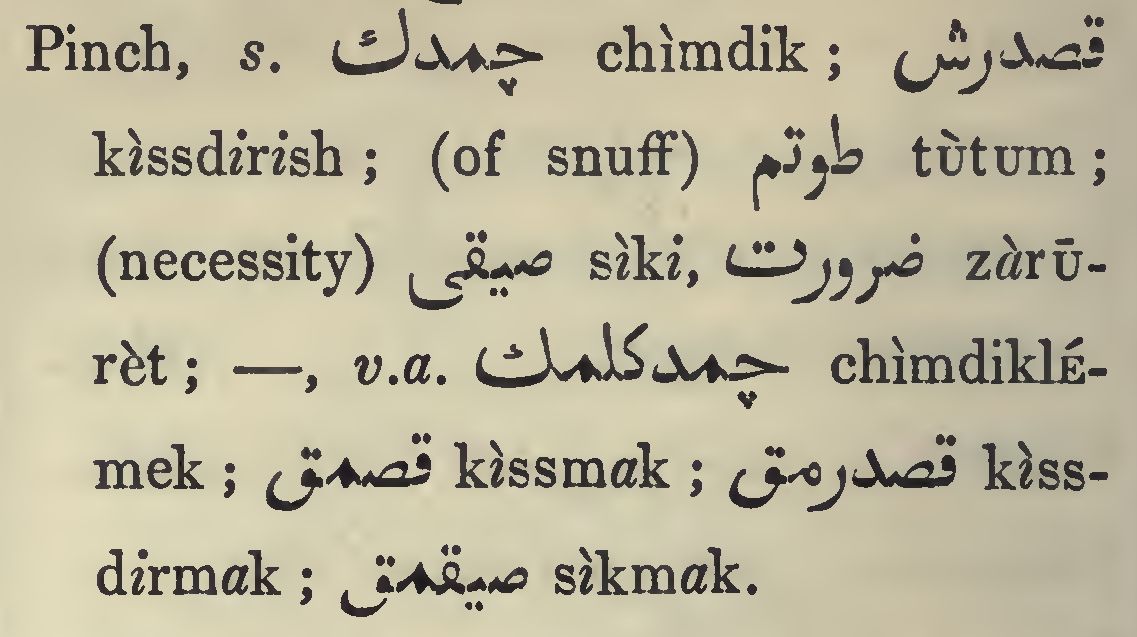 Pinch, s. چمدك chìmdik ; قصدرش
kìssdirish ; (of snuff) طوتم tùtum ;
(necessity) صيقى sìki, ضرورت zàrū-
rèt ; —, v.a. چمدكلمك chìmdiklÉ-
mek ; قصمق kìssmak ; قصدرمق kìss-
dirmak ; صيقمق sìkmak.